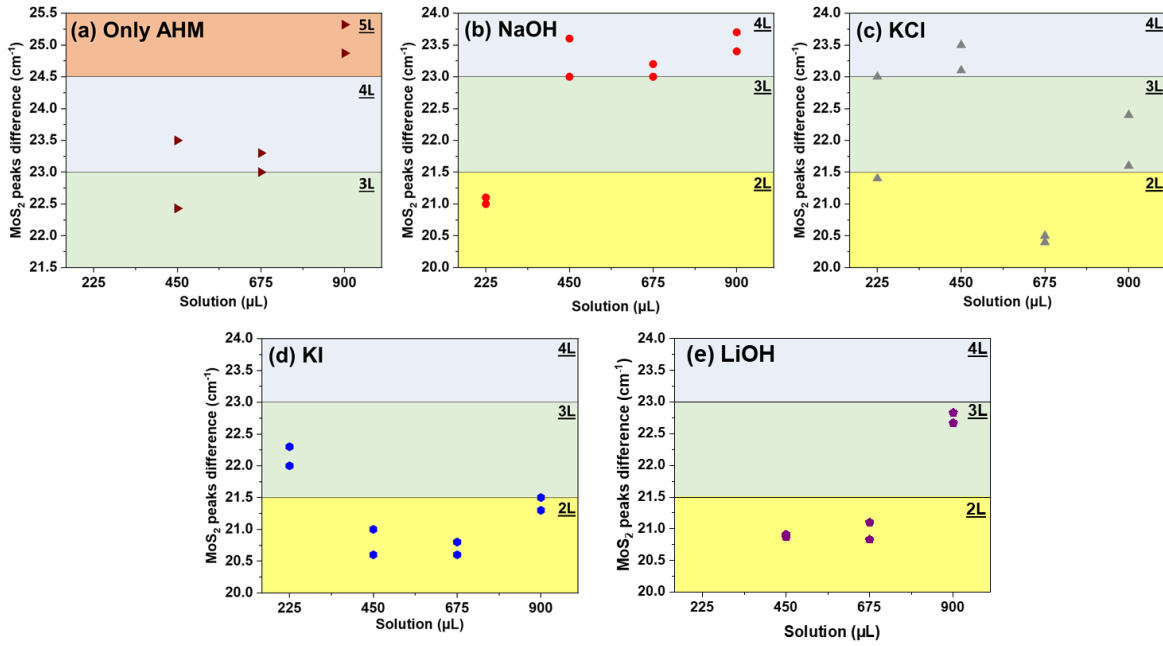 (a) Only AHM
MoS2 peaks difference (cm-1)
25.5
25.0
24.5
24.0
23.5
23.0
22.5
22.0
21.5
5L
4L
3L
225 450 675 900
Solution (µL)
(b) NaOH
MoS2 peaks difference (cm-1)
24.0
23.5
23.0
22.5
22.0
21.5
21.0
20.5
20.0
4L
3L
2L
225 450 675 900
Solution (µL)
(c) KCl
MoS2 peaks difference (cm-1)
24.0
23.5
23.0
22.5
22.0
21.5
21.0
20.5
20.0
4L
3L
2L
225 450 675 900
Solution (µL)
(d) KI
MoS2 peaks difference (cm-1)
24.0
23.5
23.0
22.5
22.0
21.5
21.0
20.5
20.0
4L
3L
2L
225 450 675 900
Solution (µL)
(e) LiOH
MoS2 peaks difference (cm-1)
24.0
23.5
23.0
22.5
22.0
21.5
21.0
20.5
20.0
4L
3L
2L
225 450 675 900
Solution (µL)